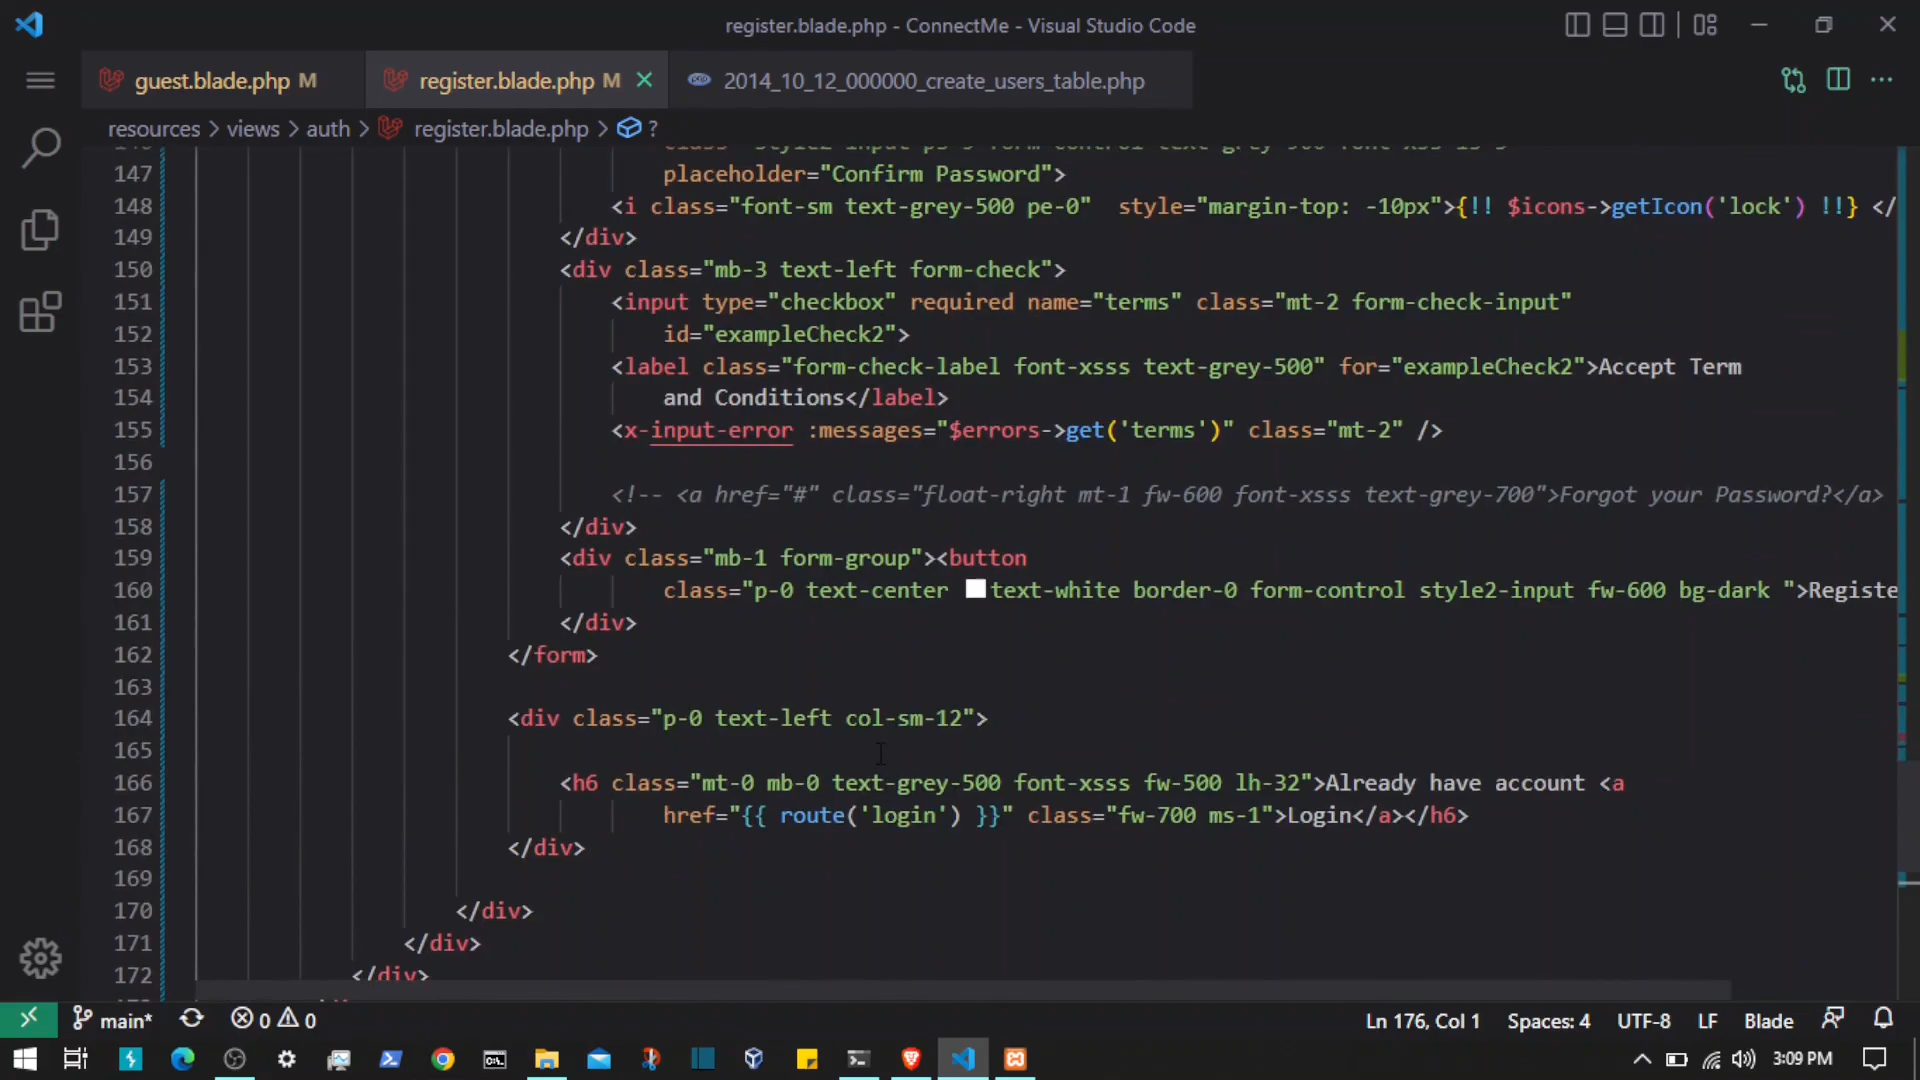 register.blade.php - ConnectMe - Visual Studio Code
guest.blade.php M
register.blade.php M
2014_10_12_000000_create_users_table.php
resources > views > auth > register.blade.php > ?
147 placeholder="Confirm Password">
148 <i class="font-sm text-grey-500 pe-0"  style="margin-top: -10px">{!! $icons->getIcon('lock') !!} </
149 </div>
150 <div class="mb-3 text-left form-check">
151 <input type="checkbox" required name="terms" class="mt-2 form-check-input"
152 id="exampleCheck2">
153 <label class="form-check-label font-xsss text-grey-500" for="exampleCheck2">Accept Term
154 and Conditions</label>
155 <x-input-error :messages="$errors->get('terms')" class="mt-2" />
156
157 <!-- <a href="#" class="float-right mt-1 fw-600 font-xsss text-grey-700">Forgot your Password?</a>
158 </div>
159 <div class="mb-1 form-group"><button
160 class="p-0 text-center text-white border-0 form-control style2-input fw-600 bg-dark ">Registe
161 </div>
162 </form>
163
164 <div class="p-0 text-left col-sm-12">
165
166 <h6 class="mt-0 mb-0 text-grey-500 font-xsss fw-500 lh-32">Already have account <a
167 href="{{ route('login') }}" class="fw-700 ms-1">Login</a></h6>
168 </div>
169
170 </div>
171 </div>
172 </div>
main* 0 0 Ln 176, Col 1 Spaces: 4 UTF-8 LF Blade
3:09 PM